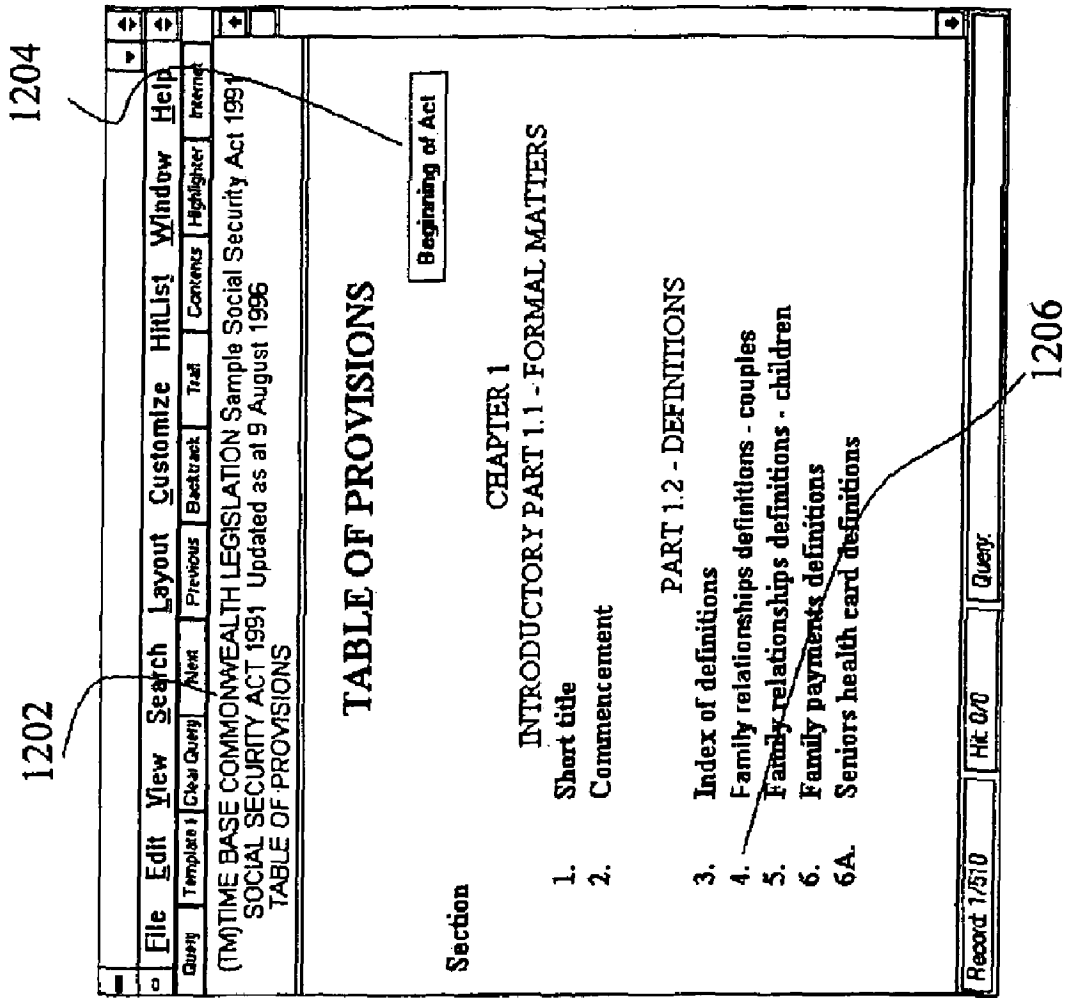 1202
1204
File Edit View Search Layout Customize HitList Window Help
Query Template 1 Clear Query Next Previous Backtrack Trail Contents Highlighter Internet
(TM)TIME BASE COMMONWEALTH LEGISLATION Sample Social Security Act 1991
SOCIAL SECURITY ACT 1991 Updated as at 9 August 1996
TABLE OF PROVISIONS
TABLE OF PROVISIONS
Beginning of Act
Section
CHAPTER 1
INTRODUCTORY PART 1.1 - FORMAL MATTERS
1. Short title
2. Commencement
PART 1.2 - DEFINITIONS
3. Index of definitions
4. Family relationships definitions - couples
5. Family relationships definitions - children
6. Family payments definitions
6A. Seniors health card definitions
Record: 1/510 Hit: 0/0 Query:
1206